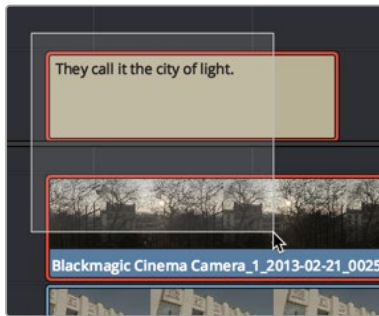 They call it the city of light.
Blackmagic Cinema Camera_1_2013-02-21_0025